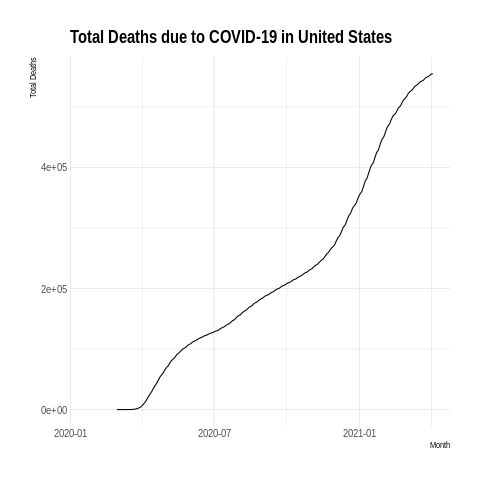 Total Deaths due to COVID-19 in United States
Total Deaths
4e+05
2e+05
0e+00
2020-01 2020-07 2021-01
Month